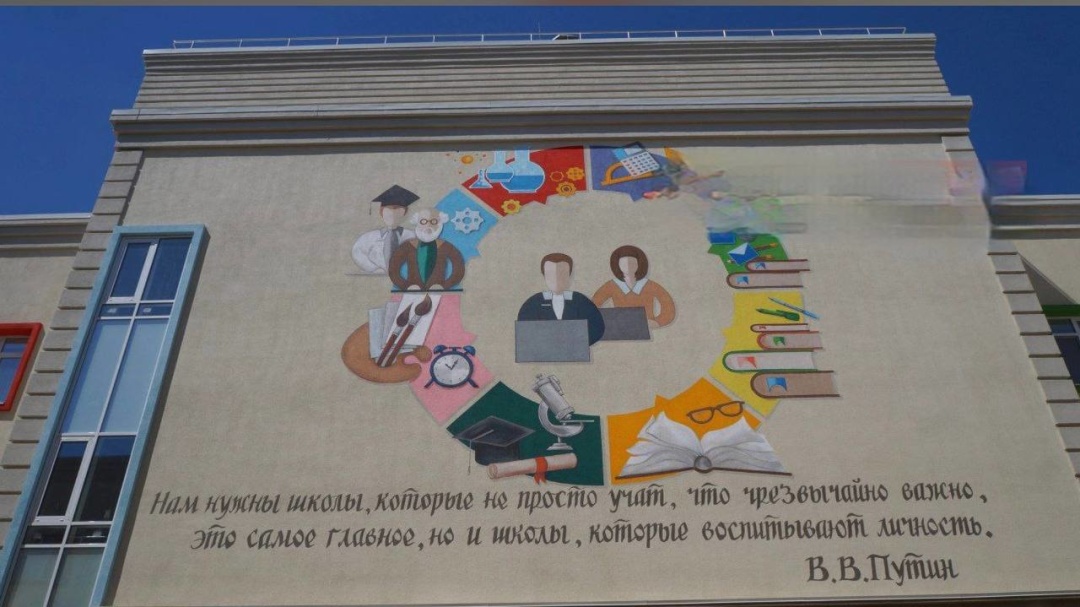 Нам нужны школы, которые не просто учат, что чрезвычайно важно,
это самое главное, но и школы, которые воспитывают личность.
В.В.Путин